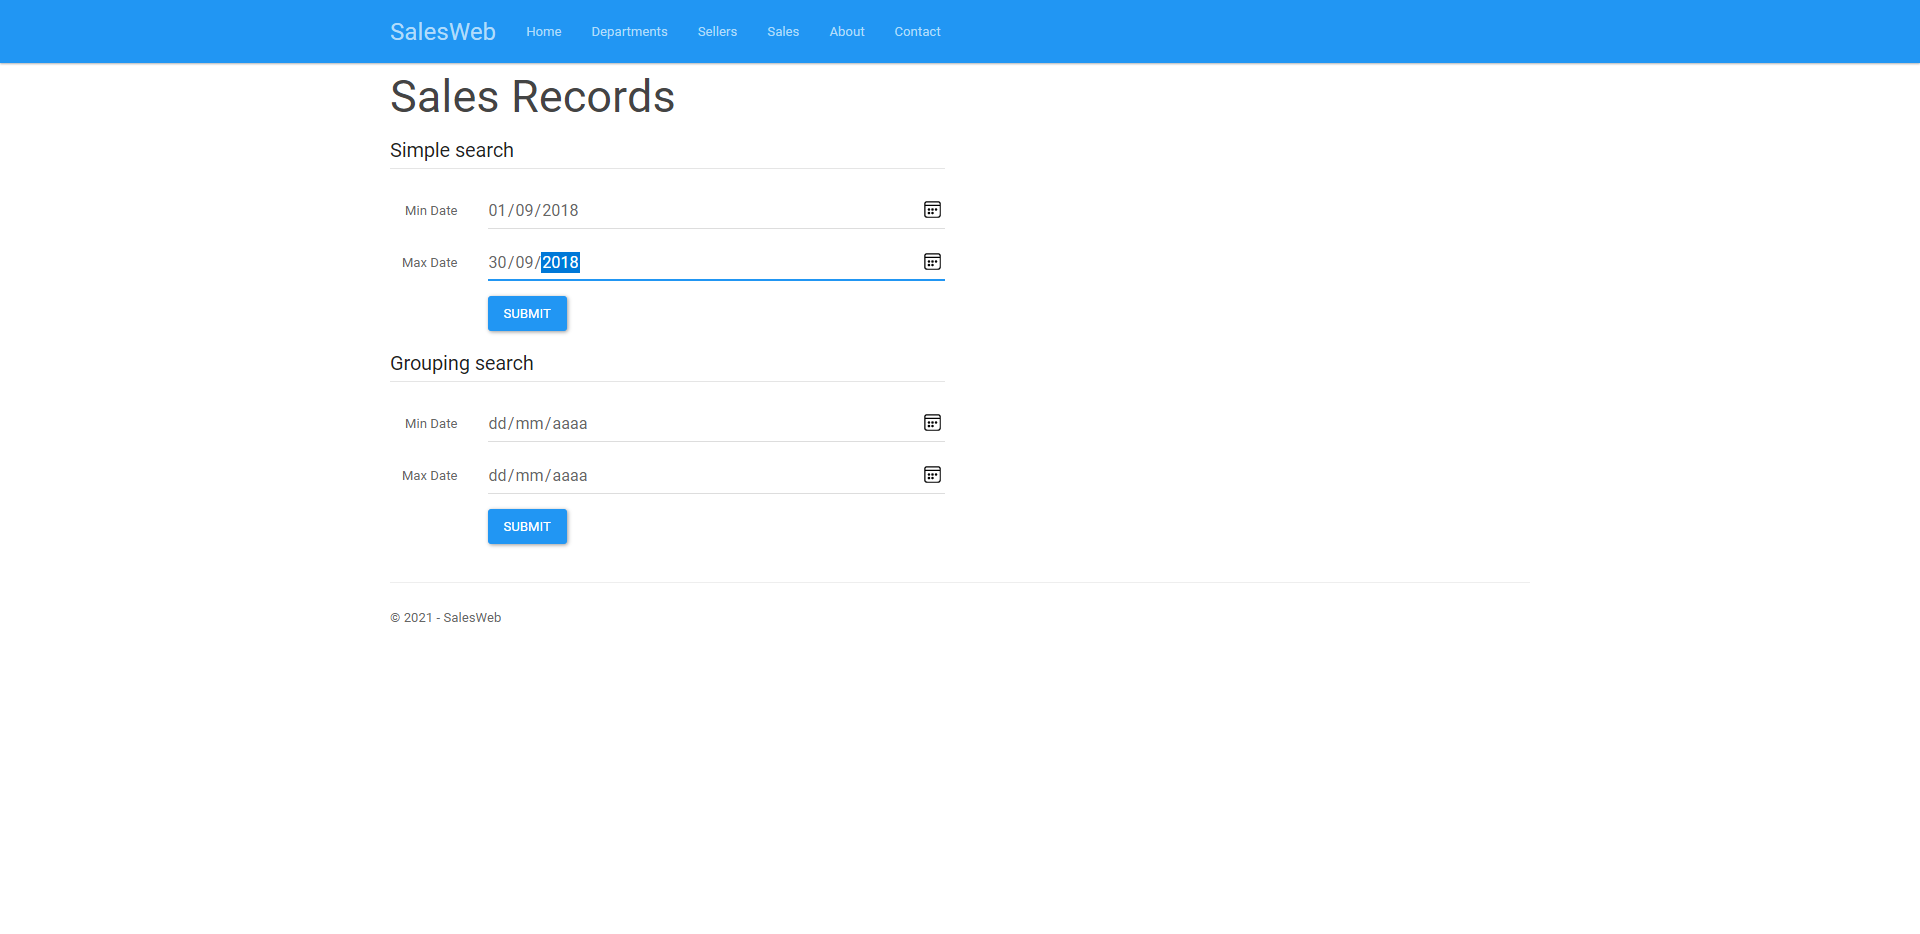 SalesWeb Home Departments Sellers Sales About Contact
Sales Records
Simple search
Min Date 01/09/2018
Max Date 30/09/2018
SUBMIT
Grouping search
Min Date dd/mm/aaaa
Max Date dd/mm/aaaa
SUBMIT
© 2021 - SalesWeb